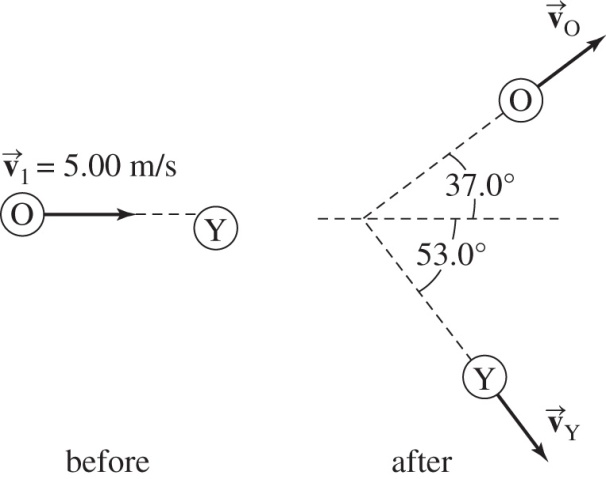 v⃗₁ = 5.00 m/s
O
Y
before
v⃗O
O
37.0°
53.0°
Y
v⃗Y
after